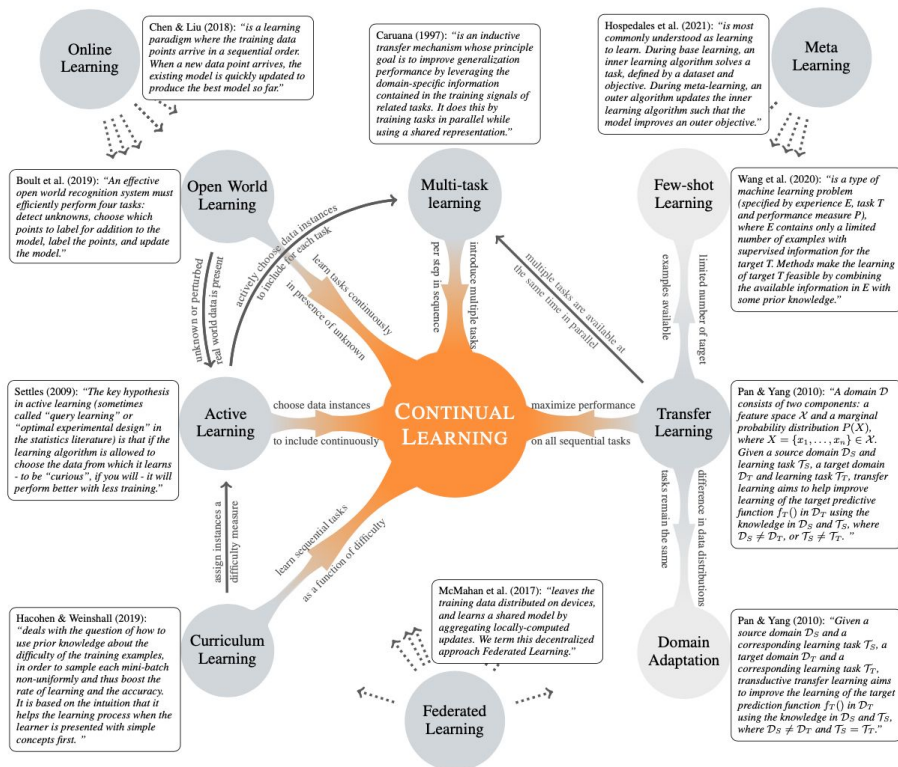 Online
Learning
Chen & Liu (2018): “is a learning
paradigm where the training data
points arrive in a sequential order.
When a new data point arrives, the
existing model is quickly updated to
produce the best model so far.”
Caruana (1997): “is an inductive
transfer mechanism whose principle
goal is to improve generalization
performance by leveraging the
domain-specific information
contained in the training signals of
related tasks. It does this by
training tasks in parallel while
using a shared representation.”
Hospedales et al. (2021): “is most
commonly understood as learning
to learn. During base learning, an
inner learning algorithm solves a
task, defined by a dataset and
objective. During meta-learning, an
outer algorithm updates the inner
learning algorithm such that the
model improves an outer objective.”
Meta
Learning
Boult et al. (2019): “An effective
open world recognition system must
efficiently perform four tasks:
detect unknowns, choose which
points to label for addition to the
model, label the points, and update
the model.”
Open World
Learning
Multi-task
learning
Few-shot
Learning
Wang et al. (2020): “is a type of
machine learning problem
(specified by experience E, task T
and performance measure P),
where E contains only a limited
number of examples with
supervised information for the
target T. Methods make the learning
of target T feasible by combining
the available information in E with
some prior knowledge.”
unknown or perturbed
real world data is present
actively choose data instances
to include for each task
learn tasks continuously
in presence of unknown
per step in sequence
introduce multiple tasks
multiple tasks are available at
the same time in parallel
examples available
limited number of target
Settles (2009): “The key hypothesis
in active learning (sometimes
called “query learning” or
“optimal experimental design” in
the statistics literature) is that if the
learning algorithm is allowed to
choose the data from which it learns
- to be “curious”, if you will - it will
perform better with less training.”
Active
Learning
choose data instances
to include continuously
CONTINUAL
LEARNING
maximize performance
on all sequential tasks
Transfer
Learning
Pan & Yang (2010): “A domain 𝒟
consists of two components: a
feature space 𝒳 and a marginal
probability distribution P(X),
where X = {x₁, . . . , xₙ} ∈ 𝒳.
Given a source domain 𝒟_S and
learning task 𝒯_S, a target domain
𝒟_T and learning task 𝒯_T, transfer
learning aims to help improve
learning of the target predictive
function f_T() in 𝒟_T using the
knowledge in 𝒟_S and 𝒯_S, where
𝒟_S ≠ 𝒟_T, or 𝒯_S ≠ 𝒯_T. ”
assign instances a
difficulty measure
learn sequential tasks
as a function of difficulty
tasks remain the same
difference in data distributions
Hacohen & Weinshall (2019):
“deals with the question of how to
use prior knowledge about the
difficulty of the training examples,
in order to sample each mini-batch
non-uniformly and thus boost the
rate of learning and the accuracy.
It is based on the intuition that it
helps the learning process when the
learner is presented with simple
concepts first. ”
Curriculum
Learning
McMahan et al. (2017): “leaves the
training data distributed on devices,
and learns a shared model by
aggregating locally-computed
updates. We term this decentralized
approach Federated Learning.”
Federated
Learning
Domain
Adaptation
Pan & Yang (2010): “Given a
source domain 𝒟_S and a
corresponding learning task 𝒯_S, a
target domain 𝒟_T and a
corresponding learning task 𝒯_T,
transductive transfer learning aims
to improve the learning of the target
prediction function f_T() in 𝒟_T
using the knowledge in 𝒟_S and 𝒯_S,
where 𝒟_S ≠ 𝒟_T and 𝒯_S = 𝒯_T.”